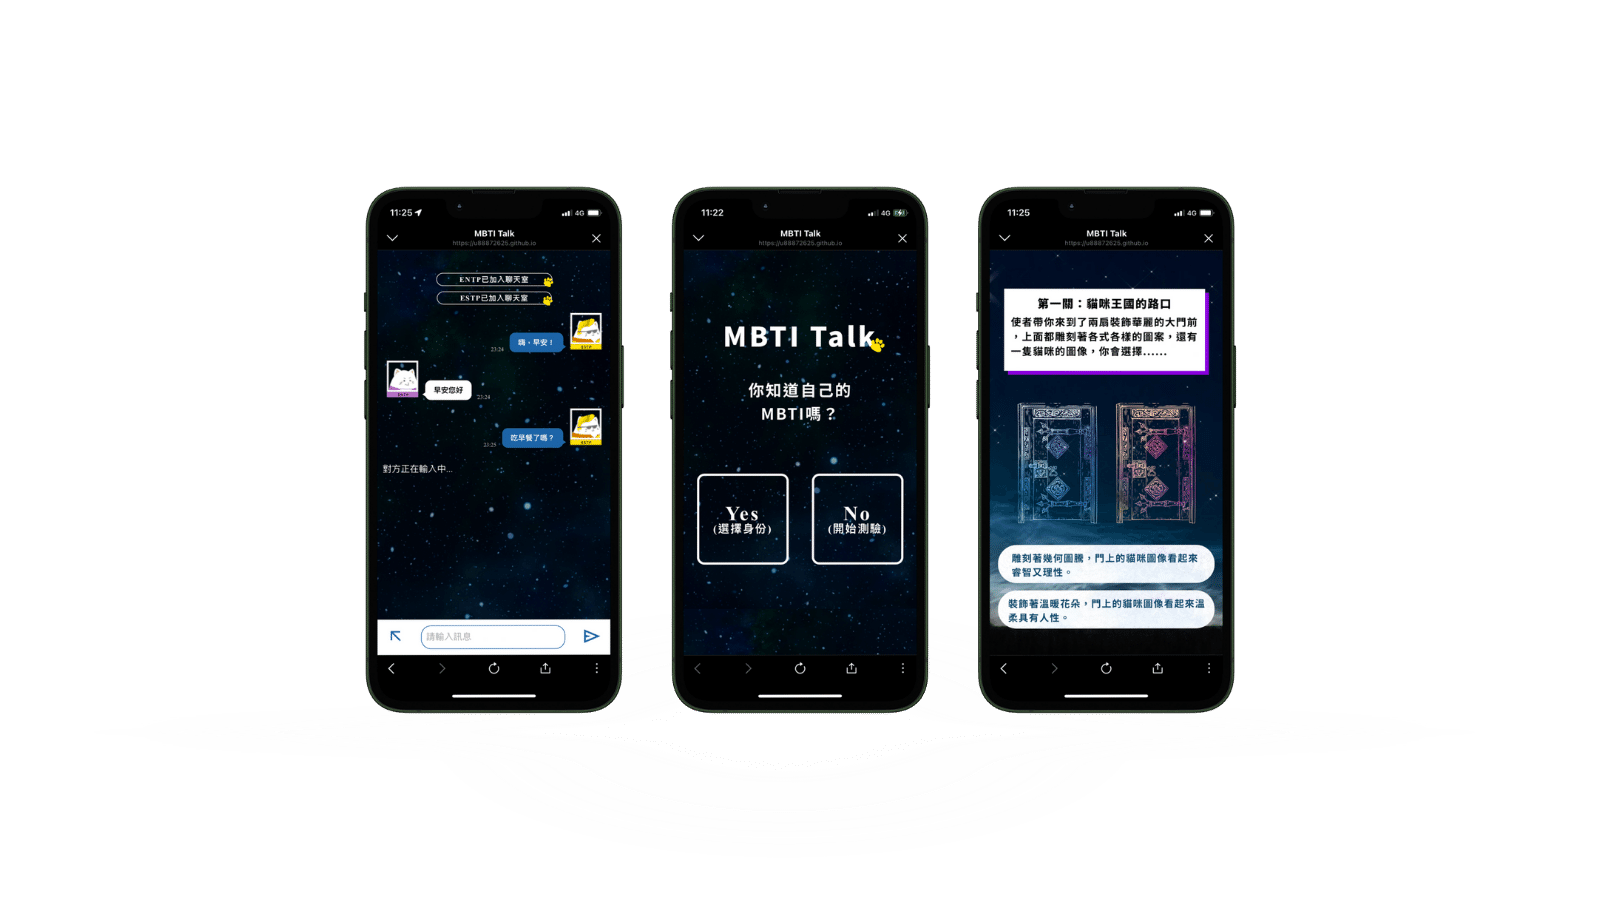 11:25
4G
MBTI Talk
https://u88872625.github.io
ENTP已加入聊天室
ESTP已加入聊天室
嗨，早安！
23:24
ESTP
早安您好
23:24
吃早餐了嗎？
23:25
ESTP
對方正在輸入中...
請輸入訊息
11:22
4G
MBTI Talk
https://u88872625.github.io
MBTI Talk
你知道自己的
MBTI嗎？
Yes
(選擇身份)
No
(開始測驗)
11:25
4G
MBTI Talk
https://u88872625.github.io
第一關：貓咪王國的路口
使者帶你來到了兩扇裝飾華麗的大門前
，上面都雕刻著各式各樣的圖案，還有
一隻貓咪的圖像，你會選擇......
雕刻著幾何圖騰，門上的貓咪圖像看起來
睿智又理性。
裝飾著溫暖花朵，門上的貓咪圖像看起來溫
柔具有人性。